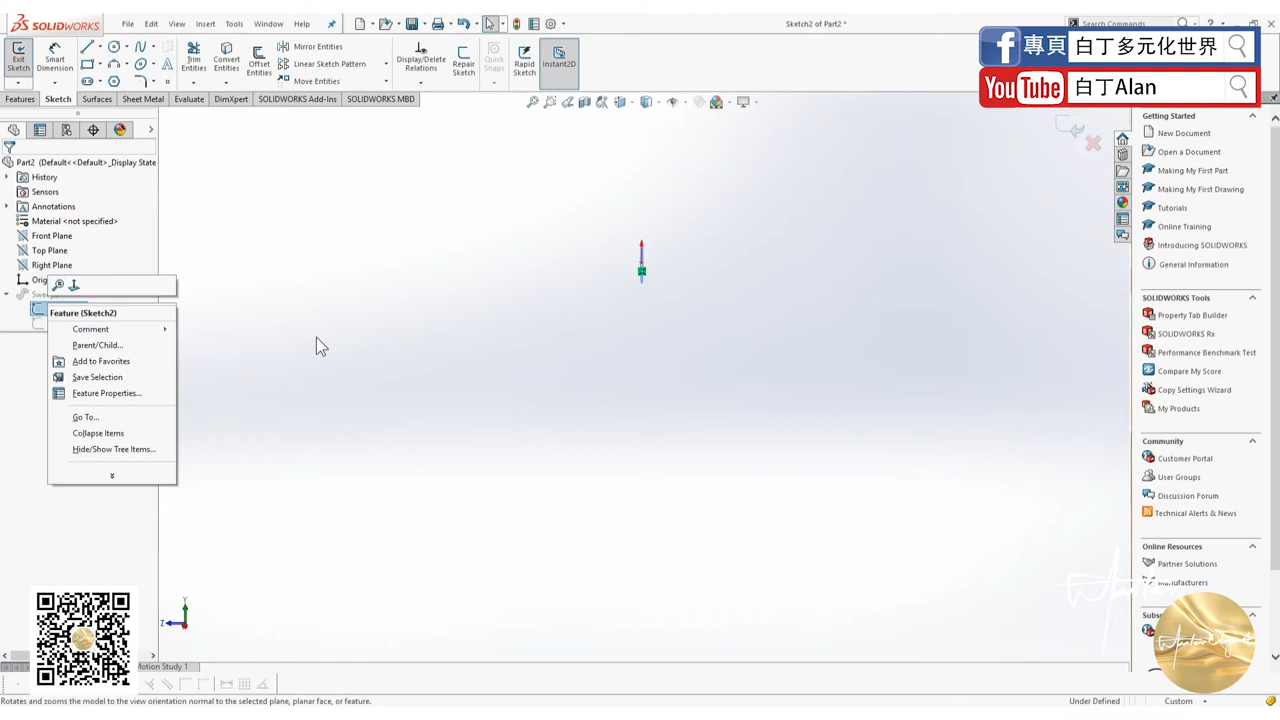 SOLIDWORKS
File
Edit
View
Insert
Tools
Window
Help
Sketch2 of Part2 *
Search Commands
Exit Sketch
Smart Dimension
Trim Entities
Convert Entities
Offset Entities
Mirror Entities
Linear Sketch Pattern
Move Entities
Display/Delete Relations
Repair Sketch
Quick Snaps
Rapid Sketch
Instant2D
f 專頁 白丁多元化世界
YouTube 白丁Alan
Features
Sketch
Surfaces
Sheet Metal
Evaluate
DimXpert
SOLIDWORKS Add-Ins
SOLIDWORKS MBD
Part2 (Default<<Default>_Display State
History
Sensors
Annotations
Material <not specified>
Front Plane
Top Plane
Right Plane
Feature (Sketch2)
Comment
Parent/Child...
Add to Favorites
Save Selection
Feature Properties...
Go To...
Collapse Items
Hide/Show Tree Items...
Y
Z
Motion Study 1
Getting Started
New Document
Open a Document
Making My First Part
Making My First Drawing
Tutorials
Online Training
Introducing SOLIDWORKS
General Information
SOLIDWORKS Tools
Property Tab Builder
SOLIDWORKS Rx
Performance Benchmark Test
Compare My Score
Copy Settings Wizard
My Products
Community
Customer Portal
User Groups
Discussion Forum
Technical Alerts & News
Online Resources
Partner Solutions
Manufacturers
Rotates and zooms the model to the view orientation normal to the selected plane, planar face, or feature.
Under Defined
Custom